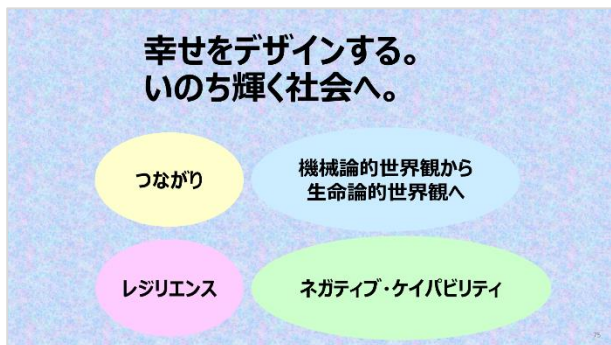 幸せをデザインする。
いのち輝く社会へ。
つながり
機械論的世界観から
生命論的世界観へ
レジリエンス
ネガティブ・ケイパビリティ